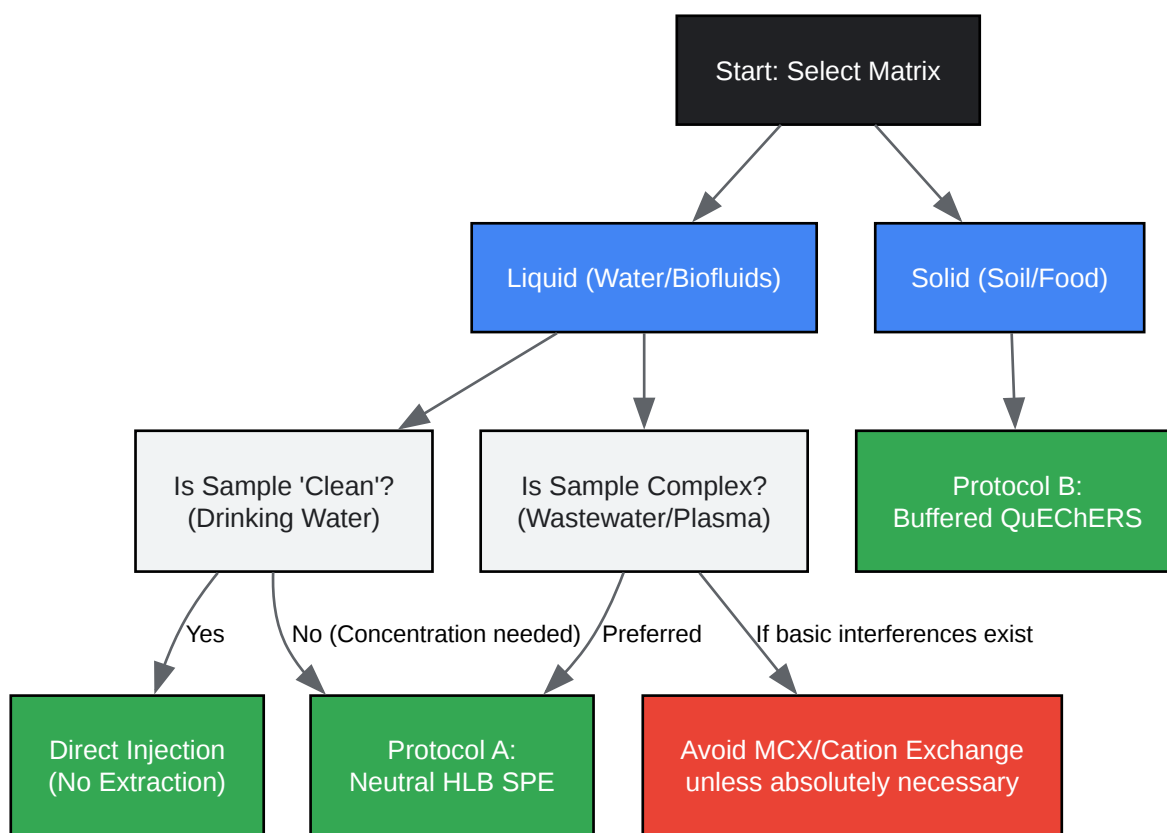 Start: Select Matrix
Liquid (Water/Biofluids)
Solid (Soil/Food)
Is Sample 'Clean'?
(Drinking Water)
Is Sample Complex?
(Wastewater/Plasma)
Protocol B:
Buffered QuEChERS
Yes
No (Concentration needed)
Preferred
If basic interferences exist
Direct Injection
(No Extraction)
Protocol A:
Neutral HLB SPE
Avoid MCX/Cation Exchange
unless absolutely necessary